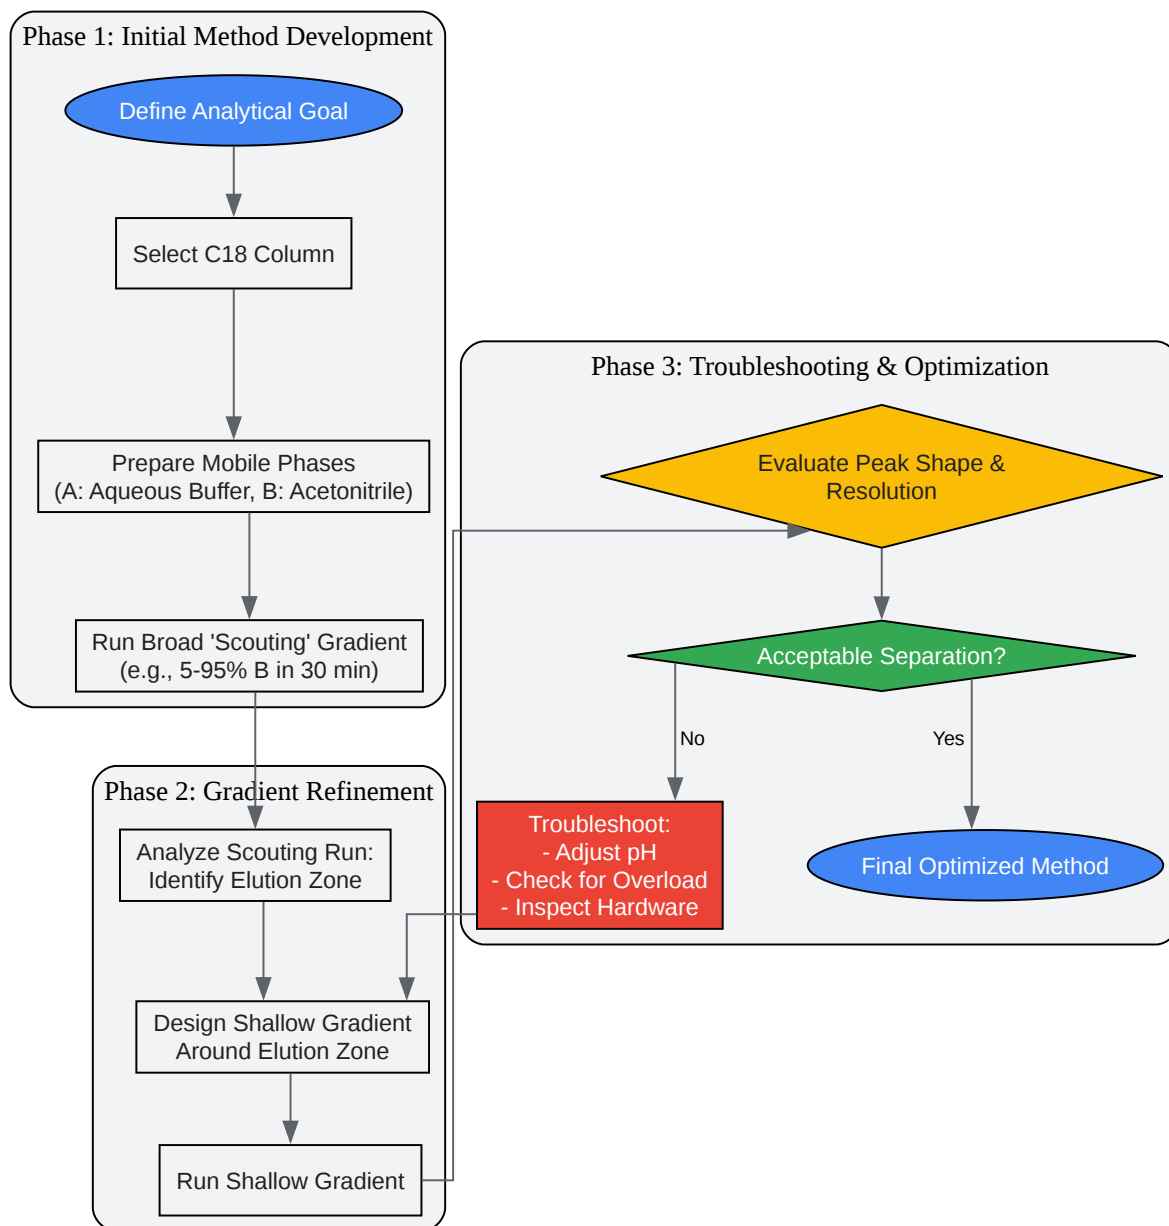 Phase 1: Initial Method Development
Define Analytical Goal
Select C18 Column
Prepare Mobile Phases
(A: Aqueous Buffer, B: Acetonitrile)
Run Broad 'Scouting' Gradient
(e.g., 5-95% B in 30 min)
Phase 2: Gradient Refinement
Analyze Scouting Run:
Identify Elution Zone
Design Shallow Gradient
Around Elution Zone
Run Shallow Gradient
Phase 3: Troubleshooting & Optimization
Evaluate Peak Shape &
Resolution
Acceptable Separation?
No
Yes
Troubleshoot:
- Adjust pH
- Check for Overload
- Inspect Hardware
Final Optimized Method